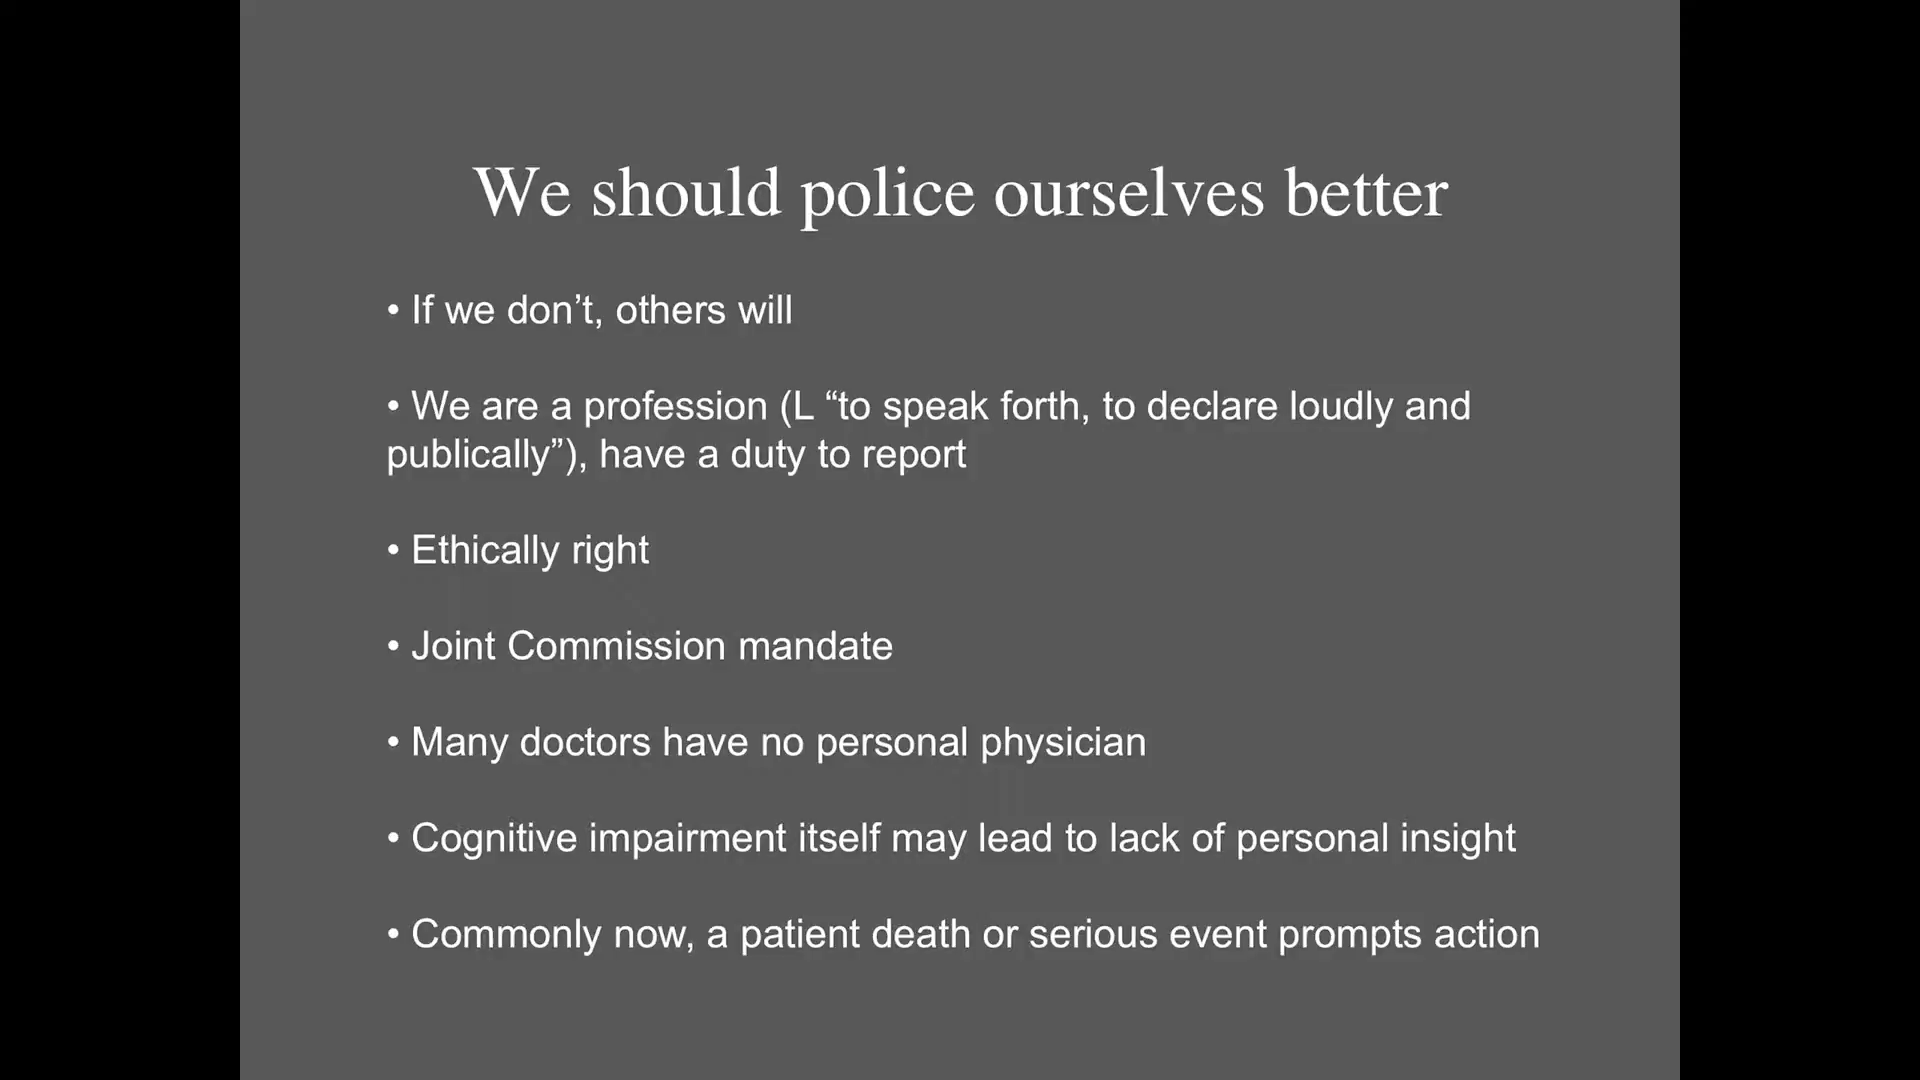 We should police ourselves better
• If we don’t, others will
• We are a profession (L “to speak forth, to declare loudly and
publically”), have a duty to report
• Ethically right
• Joint Commission mandate
• Many doctors have no personal physician
• Cognitive impairment itself may lead to lack of personal insight
• Commonly now, a patient death or serious event prompts action